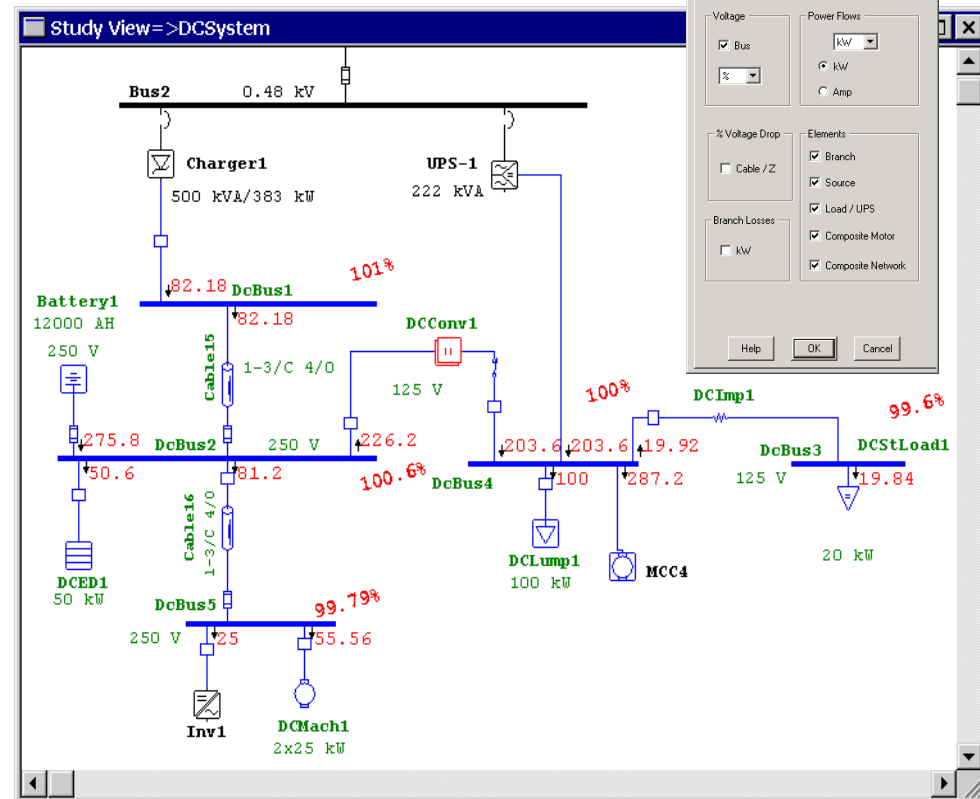 Study View=>DCSystem
Voltage
Bus
%
Power Flows
kW
kW
Amp
% Voltage Drop
Cable / Z
Elements
Branch
Source
Load / UPS
Composite Motor
Composite Network
Branch Losses
kW
Help
OK
Cancel
Bus2
0.48 kV
Charger1
500 kVA/383 kW
UPS-1
222 kVA
101%
82.18
DcBus1
82.18
Battery1
12000 AH
250 V
Cable15
1-3/C 4/0
DCConv1
125 V
100%
DCImp1
99.6%
275.8
DcBus2
250 V
226.2
50.6
81.2
100.6%
203.6
203.6
19.92
DcBus4
100
287.2
DcBus3
DCStLoad1
125 V
19.84
Cable16
1-3/C 4/0
DCED1
50 kW
DCLump1
100 kW
MCC4
20 kW
DcBus5
99.79%
250 V
25
55.56
Inv1
DCMach1
2x25 kW